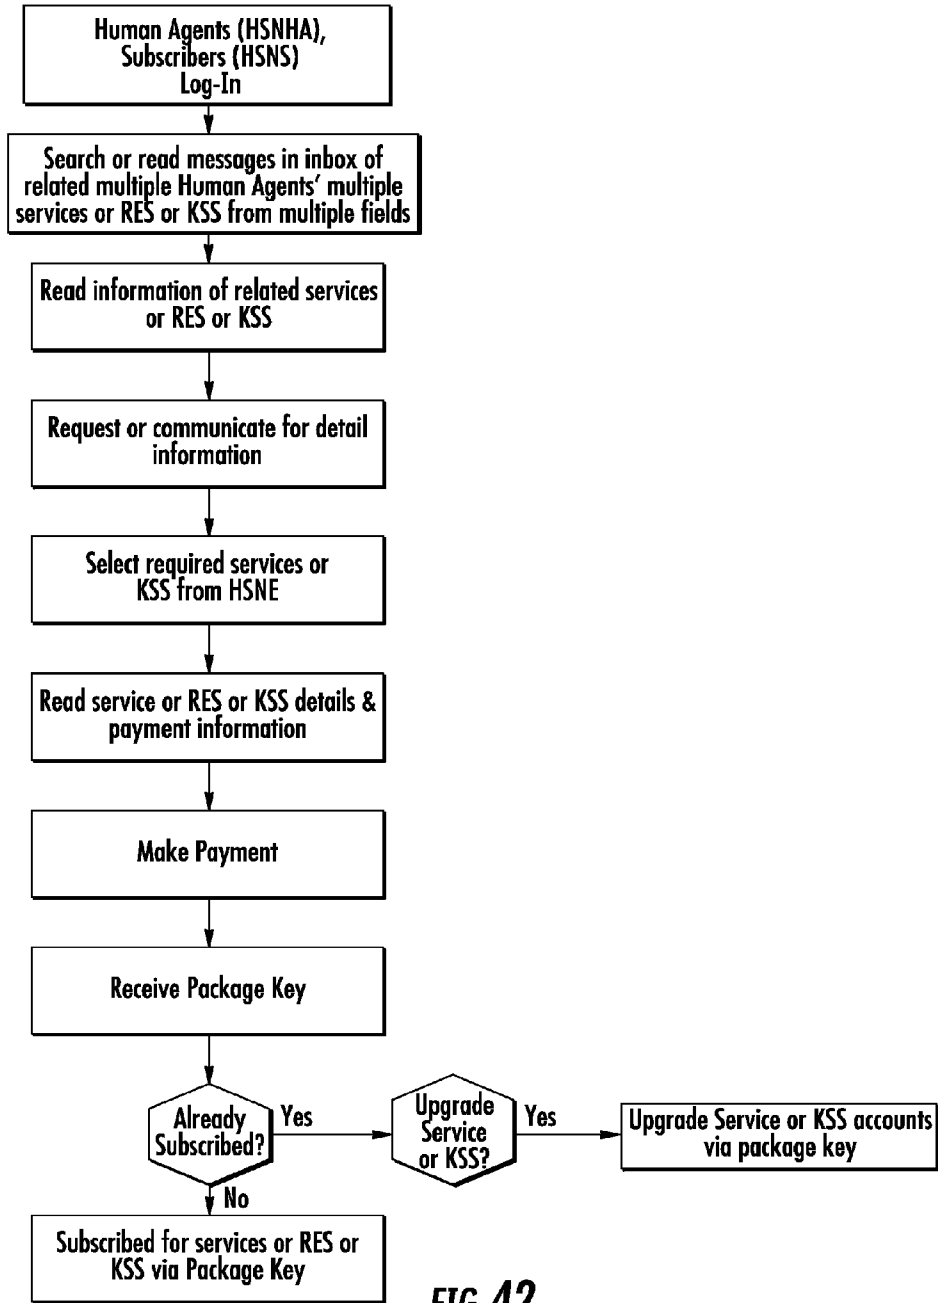 Human Agents (HSNHA),
Subscribers (HSNS)
Log-In
Search or read messages in inbox of
related multiple Human Agents' multiple
services or RES or KSS from multiple fields
Read information of related services
or RES or KSS
Request or communicate for detail
information
Select required services or
KSS from HSNE
Read service or RES or KSS details &
payment information
Make Payment
Receive Package Key
Already
Subscribed?
Yes
Upgrade
Service
or KSS?
Yes
Upgrade Service or KSS accounts
via package key
No
Subscribed for services or RES or
KSS via Package Key
FIG. 42